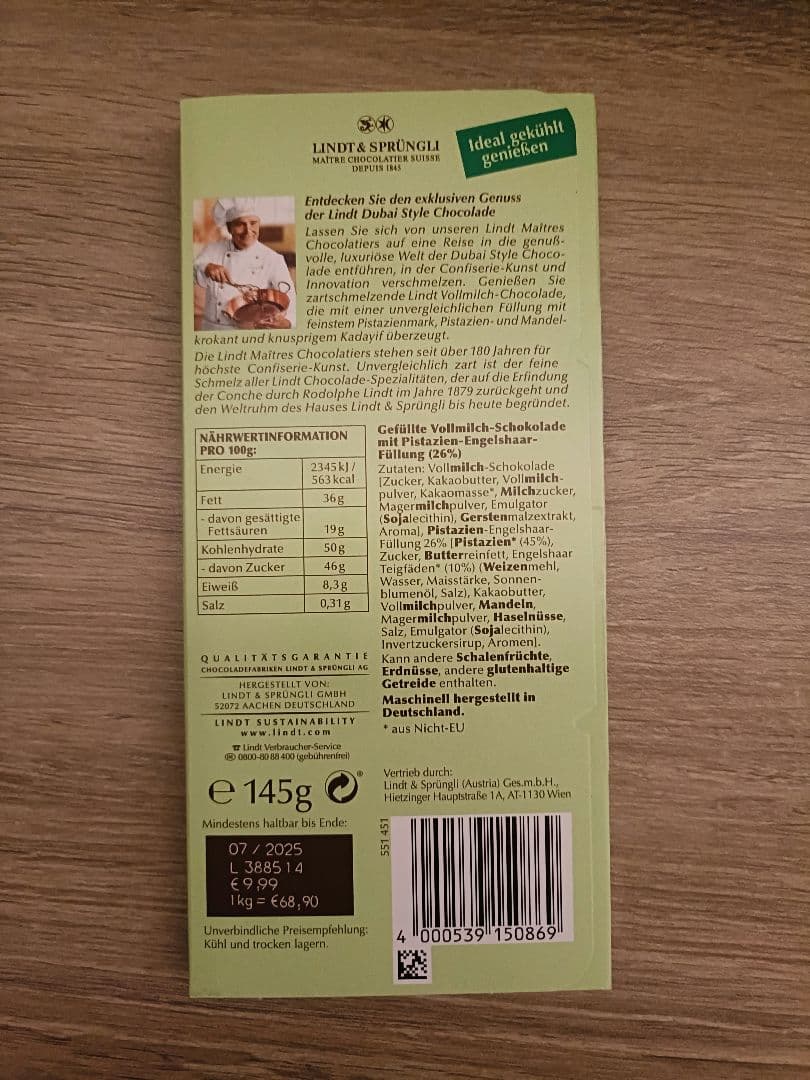 LINDT & SPRÜNGLI
MAÎTRE CHOCOLATIER SUISSE
DEPUIS 1845
Ideal gekühlt
genießen
Entdecken Sie den exklusiven Genuss
der Lindt Dubai Style Chocolade
Lassen Sie sich von unseren Lindt Maîtres
Chocolatiers auf eine Reise in die genuß-
volle, luxuriöse Welt der Dubai Style Choco-
lade entführen, in der Confiserie-Kunst und
Innovation verschmelzen. Genießen Sie
zartschmelzende Lindt Vollmilch-Chocolade,
die mit einer unvergleichlichen Füllung mit
feinstem Pistazienmark, Pistazien- und Mandel-
krokant und knusprigem Kadayif überzeugt.
Die Lindt Maîtres Chocolatiers stehen seit über 180 Jahren für
höchste Confiserie-Kunst. Unvergleichlich zart ist der feine
Schmelz aller Lindt Chocolade-Spezialitäten, der auf die Erfindung
der Conche durch Rodolphe Lindt im Jahre 1879 zurückgeht und
den Weltruhm des Hauses Lindt & Sprüngli bis heute begründet.
NÄHRWERTINFORMATION
PRO 100g:
Energie 2345 kJ /
563 kcal
Fett 36 g
- davon gesättigte
Fettsäuren 19 g
Kohlenhydrate 50 g
- davon Zucker 46 g
Eiweiß 8,3 g
Salz 0,31 g
Gefüllte Vollmilch-Schokolade
mit Pistazien-Engelshaar-
Füllung (26%)
Zutaten: Vollmilch-Schokolade
[Zucker, Kakaobutter, Vollmilch-
pulver, Kakaomasse*, Milchzucker,
Magermilchpulver, Emulgator
(Sojalecithin), Gerstenmalzextrakt,
Aroma], Pistazien-Engelshaar-
Füllung 26% [Pistazien* (45%),
Zucker, Butterreinfett, Engelshaar
Teigfäden* (10%) (Weizenmehl,
Wasser, Maisstärke, Sonnen-
blumenöl, Salz), Kakaobutter,
Vollmilchpulver, Mandeln,
Magermilchpulver, Haselnüsse,
Salz, Emulgator (Sojalecithin),
Invertzuckersirup, Aromen].
Kann andere Schalenfrüchte,
Erdnüsse, andere glutenhaltige
Getreide enthalten.
Maschinell hergestellt in
Deutschland.
* aus Nicht-EU
QUALITÄTSGARANTIE
CHOCOLADEFABRIKEN LINDT & SPRÜNGLI AG
HERGESTELLT VON:
LINDT & SPRÜNGLI GMBH
52072 AACHEN DEUTSCHLAND
LINDT SUSTAINABILITY
www.lindt.com
Lindt Verbraucher-Service
0800-80 88 400 (gebührenfrei)
℮ 145g
Vertrieb durch:
Lindt & Sprüngli (Austria) Ges.m.b.H.,
Hietzinger Hauptstraße 1A, AT-1130 Wien
Mindestens haltbar bis Ende:
07 / 2025
L 388514
€ 9,99
1kg = €68,90
Unverbindliche Preisempfehlung:
Kühl und trocken lagern.
551 451
4 000539 150869